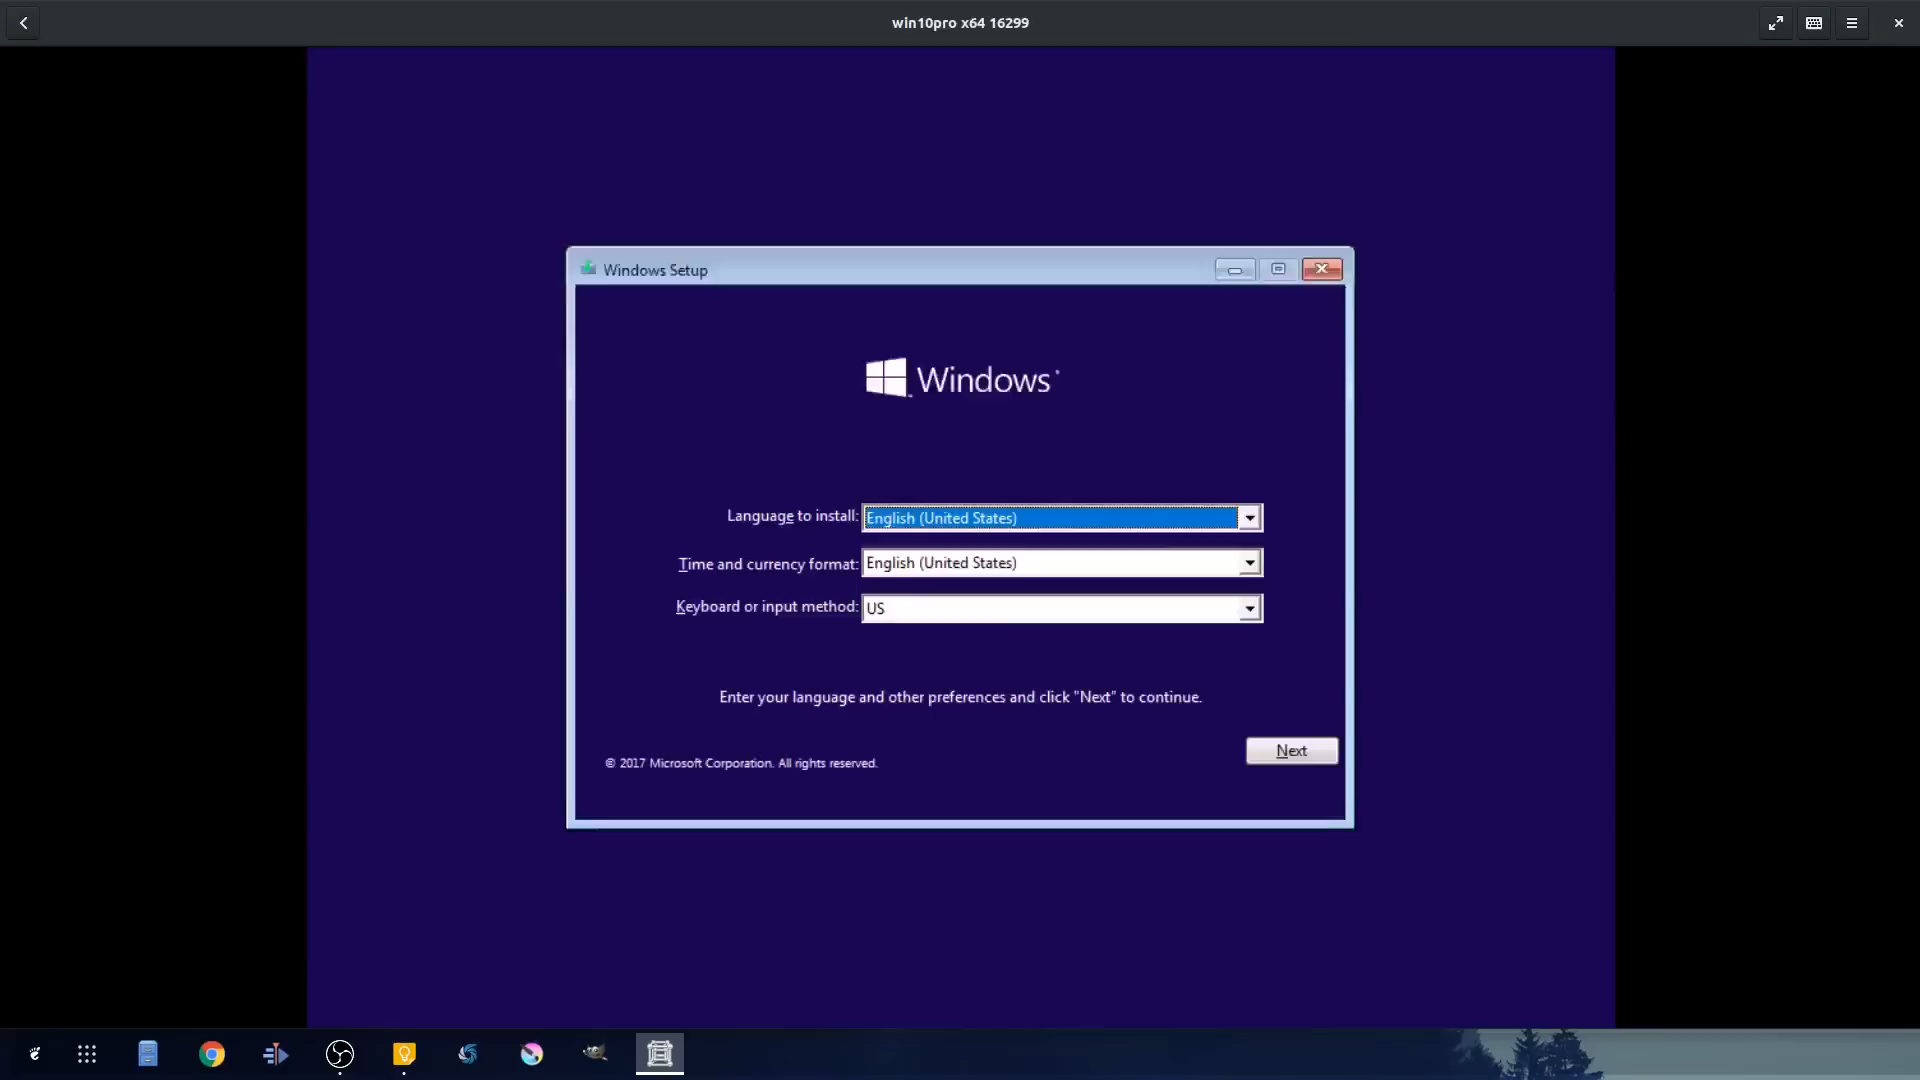 win10pro x64 16299
Windows Setup
Windows
Language to install: English (United States)
Time and currency format: English (United States)
Keyboard or input method: US
Enter your language and other preferences and click "Next" to continue.
Next
© 2017 Microsoft Corporation. All rights reserved.